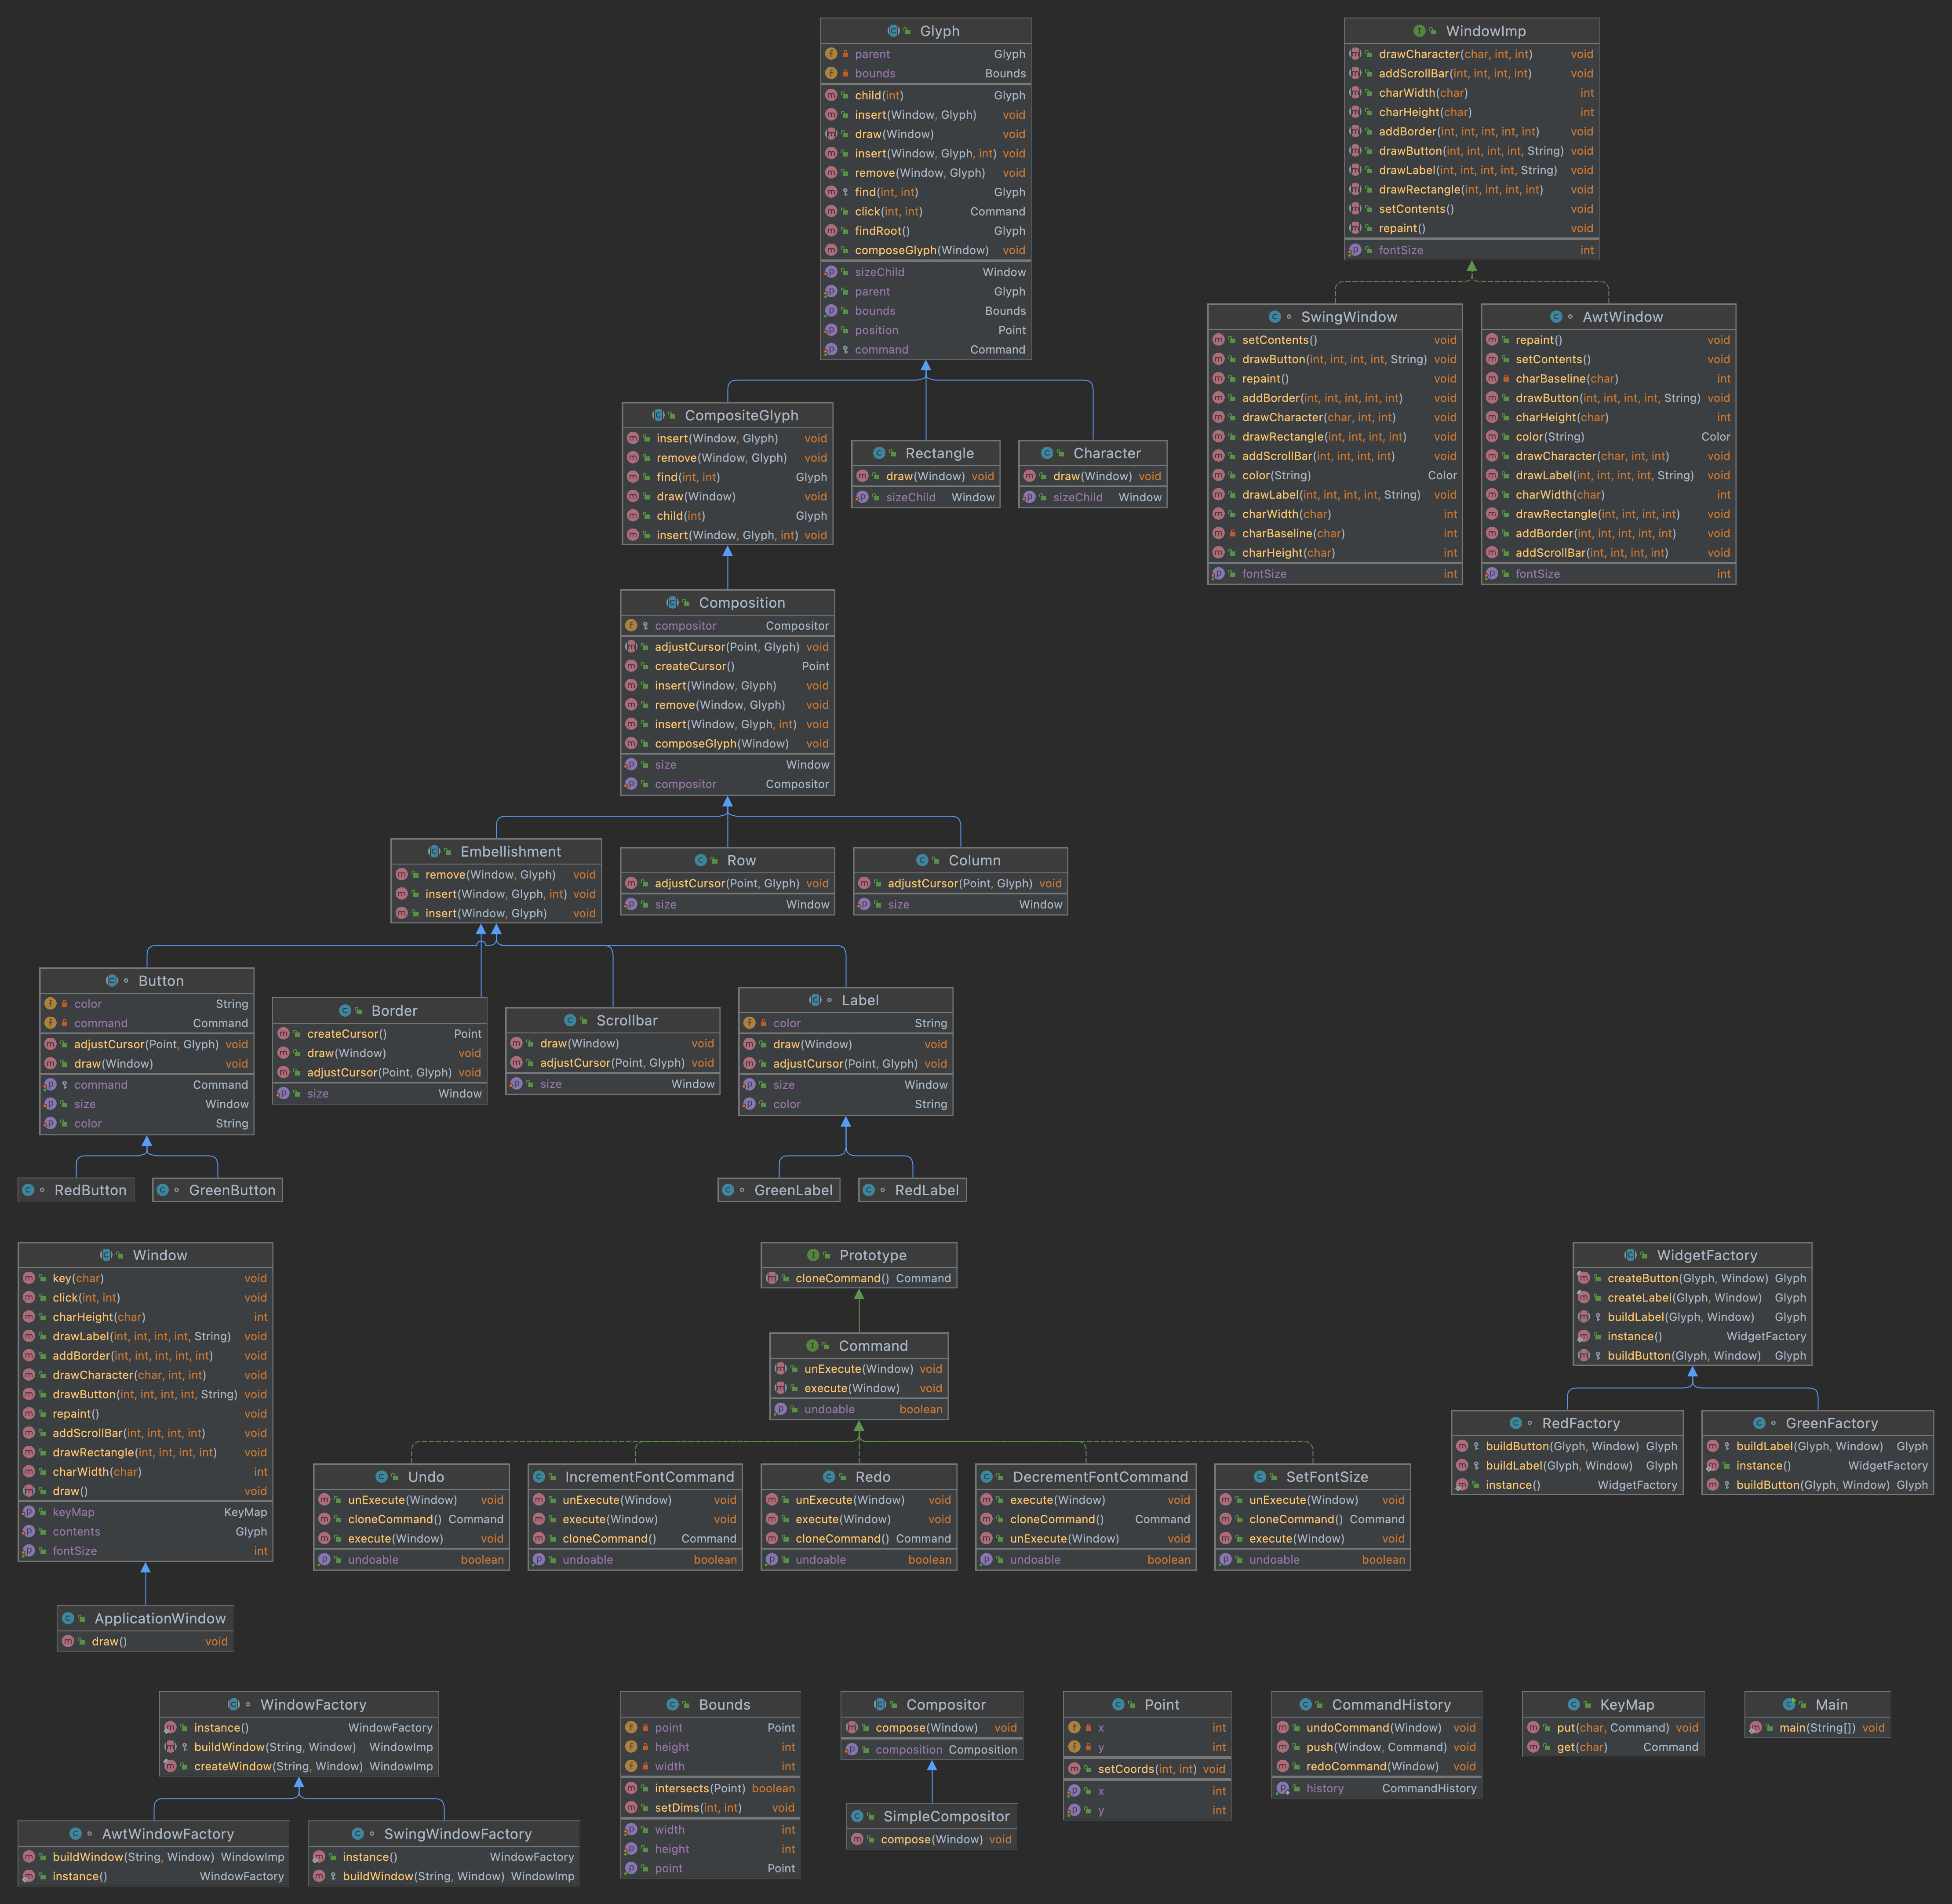 Glyph
parent Glyph
bounds Bounds
child(int) Glyph
insert(Window, Glyph) void
draw(Window) void
insert(Window, Glyph, int) void
remove(Window, Glyph) void
find(int, int) Glyph
click(int, int) Command
findRoot() Glyph
composeGlyph(Window) void
sizeChild Window
parent Glyph
bounds Bounds
position Point
command Command
WindowImp
drawCharacter(char, int, int) void
addScrollBar(int, int, int, int) void
charWidth(char) int
charHeight(char) int
addBorder(int, int, int, int, int) void
drawButton(int, int, int, int, String) void
drawLabel(int, int, int, int, String) void
drawRectangle(int, int, int, int) void
setContents() void
repaint() void
fontSize int
SwingWindow
setContents() void
drawButton(int, int, int, int, String) void
repaint() void
addBorder(int, int, int, int, int) void
drawCharacter(char, int, int) void
drawRectangle(int, int, int, int) void
addScrollBar(int, int, int, int) void
color(String) Color
drawLabel(int, int, int, int, String) void
charWidth(char) int
charBaseline(char) int
charHeight(char) int
fontSize int
AwtWindow
repaint() void
setContents() void
charBaseline(char) int
drawButton(int, int, int, int, String) void
charHeight(char) int
color(String) Color
drawCharacter(char, int, int) void
drawLabel(int, int, int, int, String) void
charWidth(char) int
drawRectangle(int, int, int, int) void
addBorder(int, int, int, int, int) void
addScrollBar(int, int, int, int) void
fontSize int
CompositeGlyph
insert(Window, Glyph) void
remove(Window, Glyph) void
find(int, int) Glyph
draw(Window) void
child(int) Glyph
insert(Window, Glyph, int) void
Rectangle
draw(Window) void
sizeChild Window
Character
draw(Window) void
sizeChild Window
Composition
compositor Compositor
adjustCursor(Point, Glyph) void
createCursor() Point
insert(Window, Glyph) void
remove(Window, Glyph) void
insert(Window, Glyph, int) void
composeGlyph(Window) void
size Window
compositor Compositor
Embellishment
remove(Window, Glyph) void
insert(Window, Glyph, int) void
insert(Window, Glyph) void
Row
adjustCursor(Point, Glyph) void
size Window
Column
adjustCursor(Point, Glyph) void
size Window
Button
color String
command Command
adjustCursor(Point, Glyph) void
draw(Window) void
command Command
size Window
color String
Border
createCursor() Point
draw(Window) void
adjustCursor(Point, Glyph) void
size Window
Scrollbar
draw(Window) void
adjustCursor(Point, Glyph) void
size Window
Label
color String
draw(Window) void
adjustCursor(Point, Glyph) void
size Window
color String
RedButton
GreenButton
GreenLabel
RedLabel
Window
key(char) void
click(int, int) void
charHeight(char) int
drawLabel(int, int, int, int, String) void
addBorder(int, int, int, int, int) void
drawCharacter(char, int, int) void
drawButton(int, int, int, int, String) void
repaint() void
addScrollBar(int, int, int, int) void
drawRectangle(int, int, int, int) void
charWidth(char) int
draw() void
keyMap KeyMap
contents Glyph
fontSize int
ApplicationWindow
draw() void
Prototype
cloneCommand() Command
Command
unExecute(Window) void
execute(Window) void
undoable boolean
Undo
unExecute(Window) void
cloneCommand() Command
execute(Window) void
undoable boolean
IncrementFontCommand
unExecute(Window) void
execute(Window) void
cloneCommand() Command
undoable boolean
Redo
unExecute(Window) void
execute(Window) void
cloneCommand() Command
undoable boolean
DecrementFontCommand
execute(Window) void
cloneCommand() Command
unExecute(Window) void
undoable boolean
SetFontSize
unExecute(Window) void
cloneCommand() Command
execute(Window) void
undoable boolean
WidgetFactory
createButton(Glyph, Window) Glyph
createLabel(Glyph, Window) Glyph
buildLabel(Glyph, Window) Glyph
instance() WidgetFactory
buildButton(Glyph, Window) Glyph
RedFactory
buildButton(Glyph, Window) Glyph
buildLabel(Glyph, Window) Glyph
instance() WidgetFactory
GreenFactory
buildLabel(Glyph, Window) Glyph
instance() WidgetFactory
buildButton(Glyph, Window) Glyph
WindowFactory
instance() WindowFactory
buildWindow(String, Window) WindowImp
createWindow(String, Window) WindowImp
AwtWindowFactory
buildWindow(String, Window) WindowImp
instance() WindowFactory
SwingWindowFactory
instance() WindowFactory
buildWindow(String, Window) WindowImp
Bounds
point Point
height int
width int
intersects(Point) boolean
setDims(int, int) void
width int
height int
point Point
Compositor
compose(Window) void
composition Composition
SimpleCompositor
compose(Window) void
Point
x int
y int
setCoords(int, int) void
x int
y int
CommandHistory
undoCommand(Window) void
push(Window, Command) void
redoCommand(Window) void
history CommandHistory
KeyMap
put(char, Command) void
get(char) Command
Main
main(String[]) void